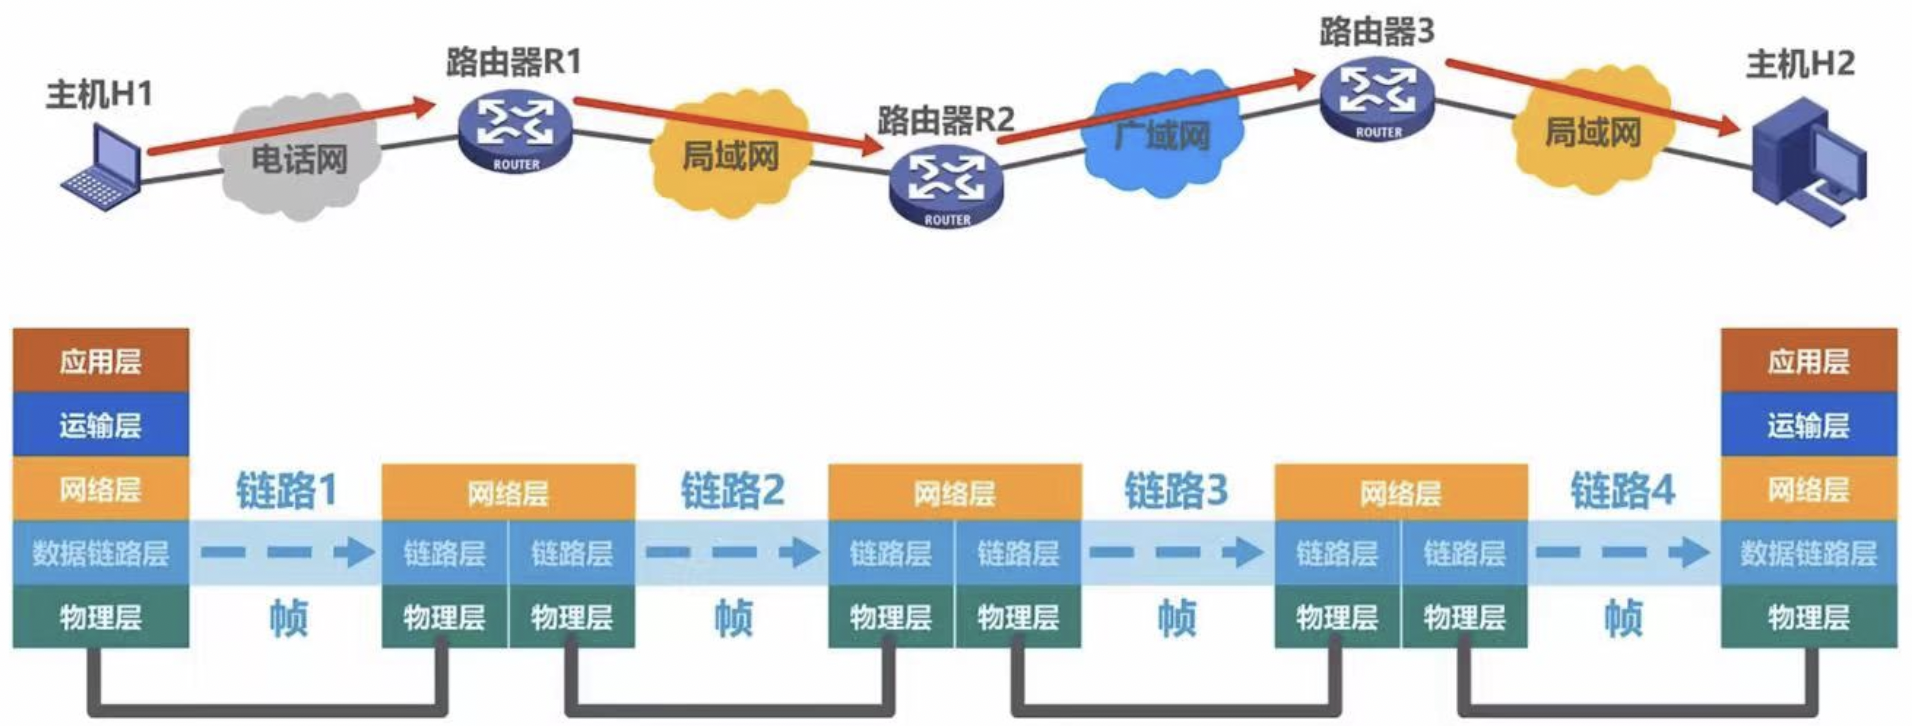 主机H1
路由器R1
路由器R2
路由器3
主机H2
电话网
局域网
广域网
局域网
ROUTER
ROUTER
ROUTER
应用层
运输层
网络层
数据链路层
物理层
链路1
帧
网络层
链路层 链路层
物理层 物理层
链路2
帧
网络层
链路层 链路层
物理层 物理层
链路3
帧
网络层
链路层 链路层
物理层 物理层
链路4
帧
应用层
运输层
网络层
数据链路层
物理层